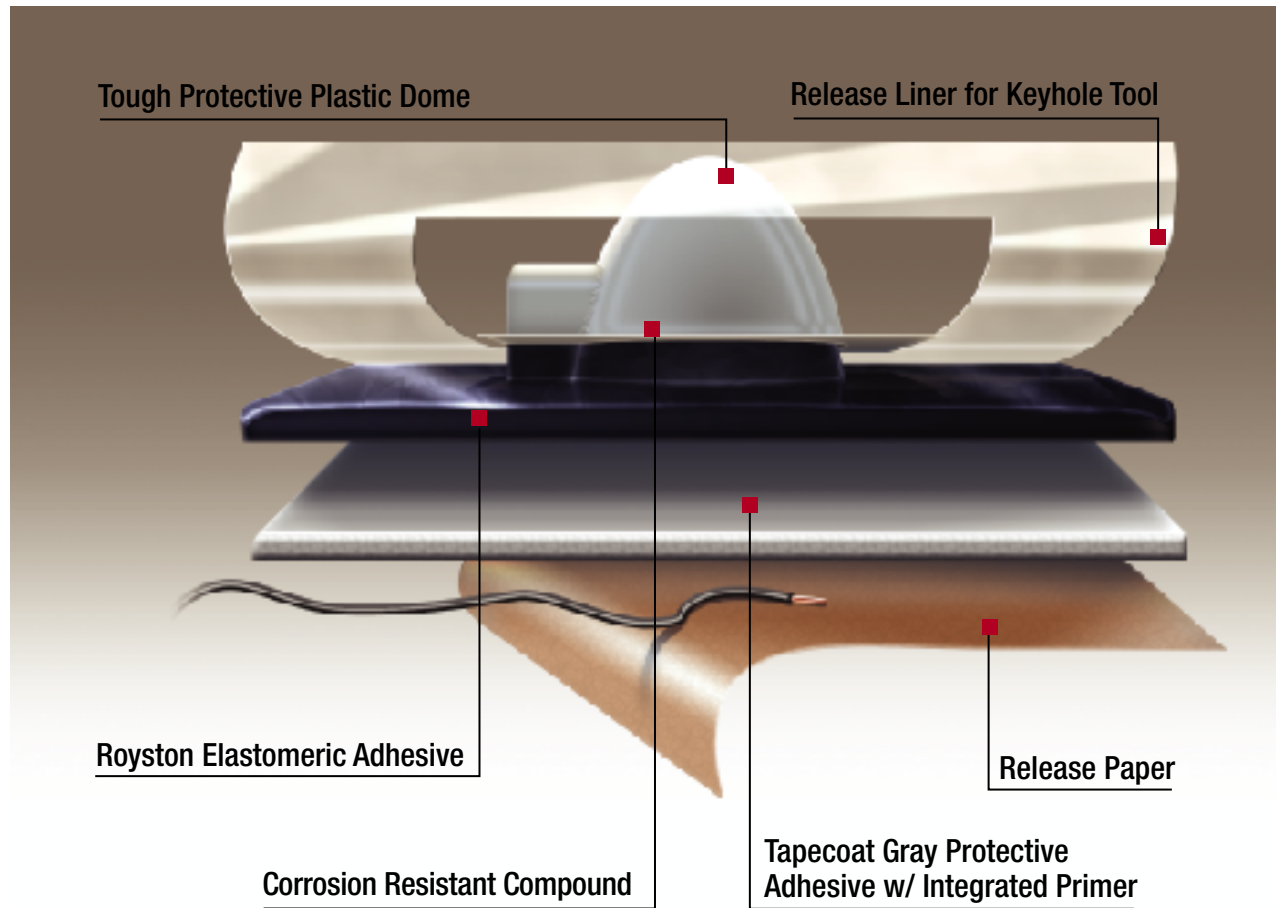 Tough Protective Plastic Dome
Release Liner for Keyhole Tool
Royston Elastomeric Adhesive
Release Paper
Corrosion Resistant Compound
Tapecoat Gray Protective
Adhesive w/ Integrated Primer